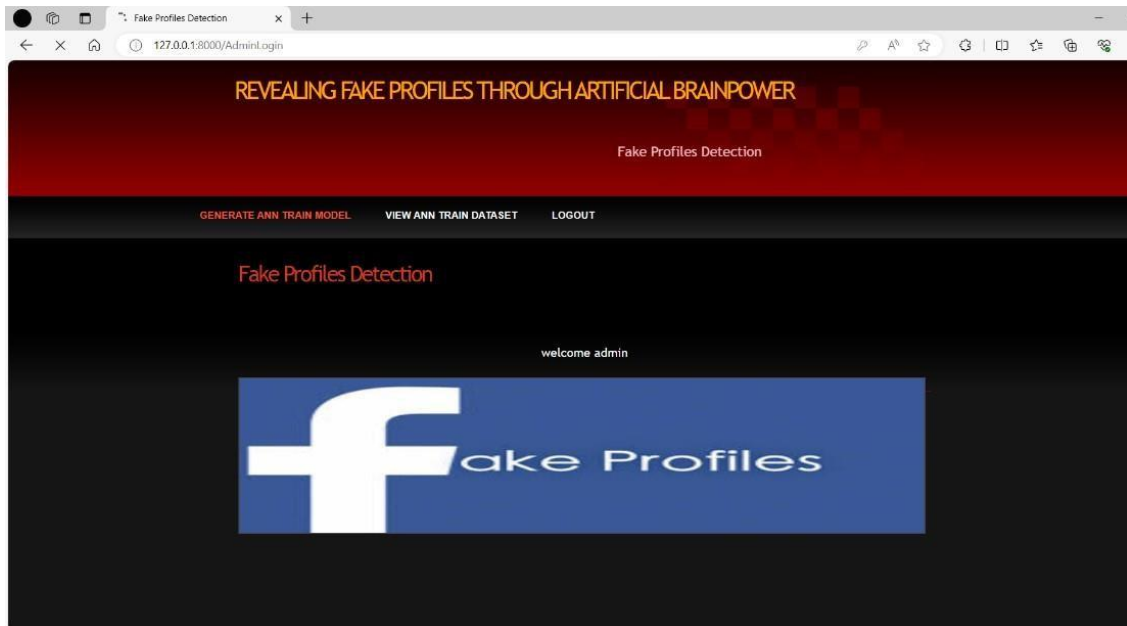 Fake Profiles Detection
127.0.0.1:8000/AdminLogin
REVEALING FAKE PROFILES THROUGH ARTIFICIAL BRAINPOWER
Fake Profiles Detection
GENERATE ANN TRAIN MODEL VIEW ANN TRAIN DATASET LOGOUT
Fake Profiles Detection
welcome admin
fake Profiles